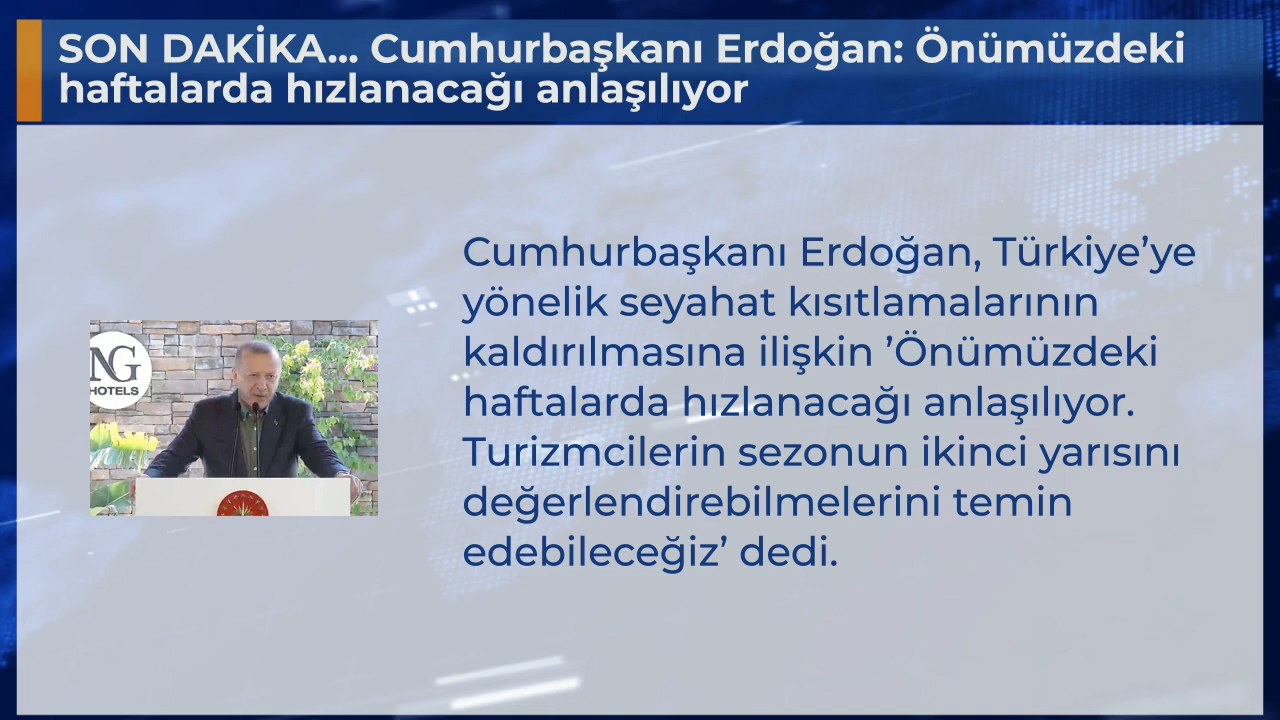 SON DAKİKA... Cumhurbaşkanı Erdoğan: Önümüzdeki
haftalarda hızlanacağı anlaşılıyor
Cumhurbaşkanı Erdoğan, Türkiye’ye
yönelik seyahat kısıtlamalarının
kaldırılmasına ilişkin ’Önümüzdeki
haftalarda hızlanacağı anlaşılıyor.
Turizmcilerin sezonun ikinci yarısını
değerlendirebilmelerini temin
edebileceğiz’ dedi.
NG
HOTELS